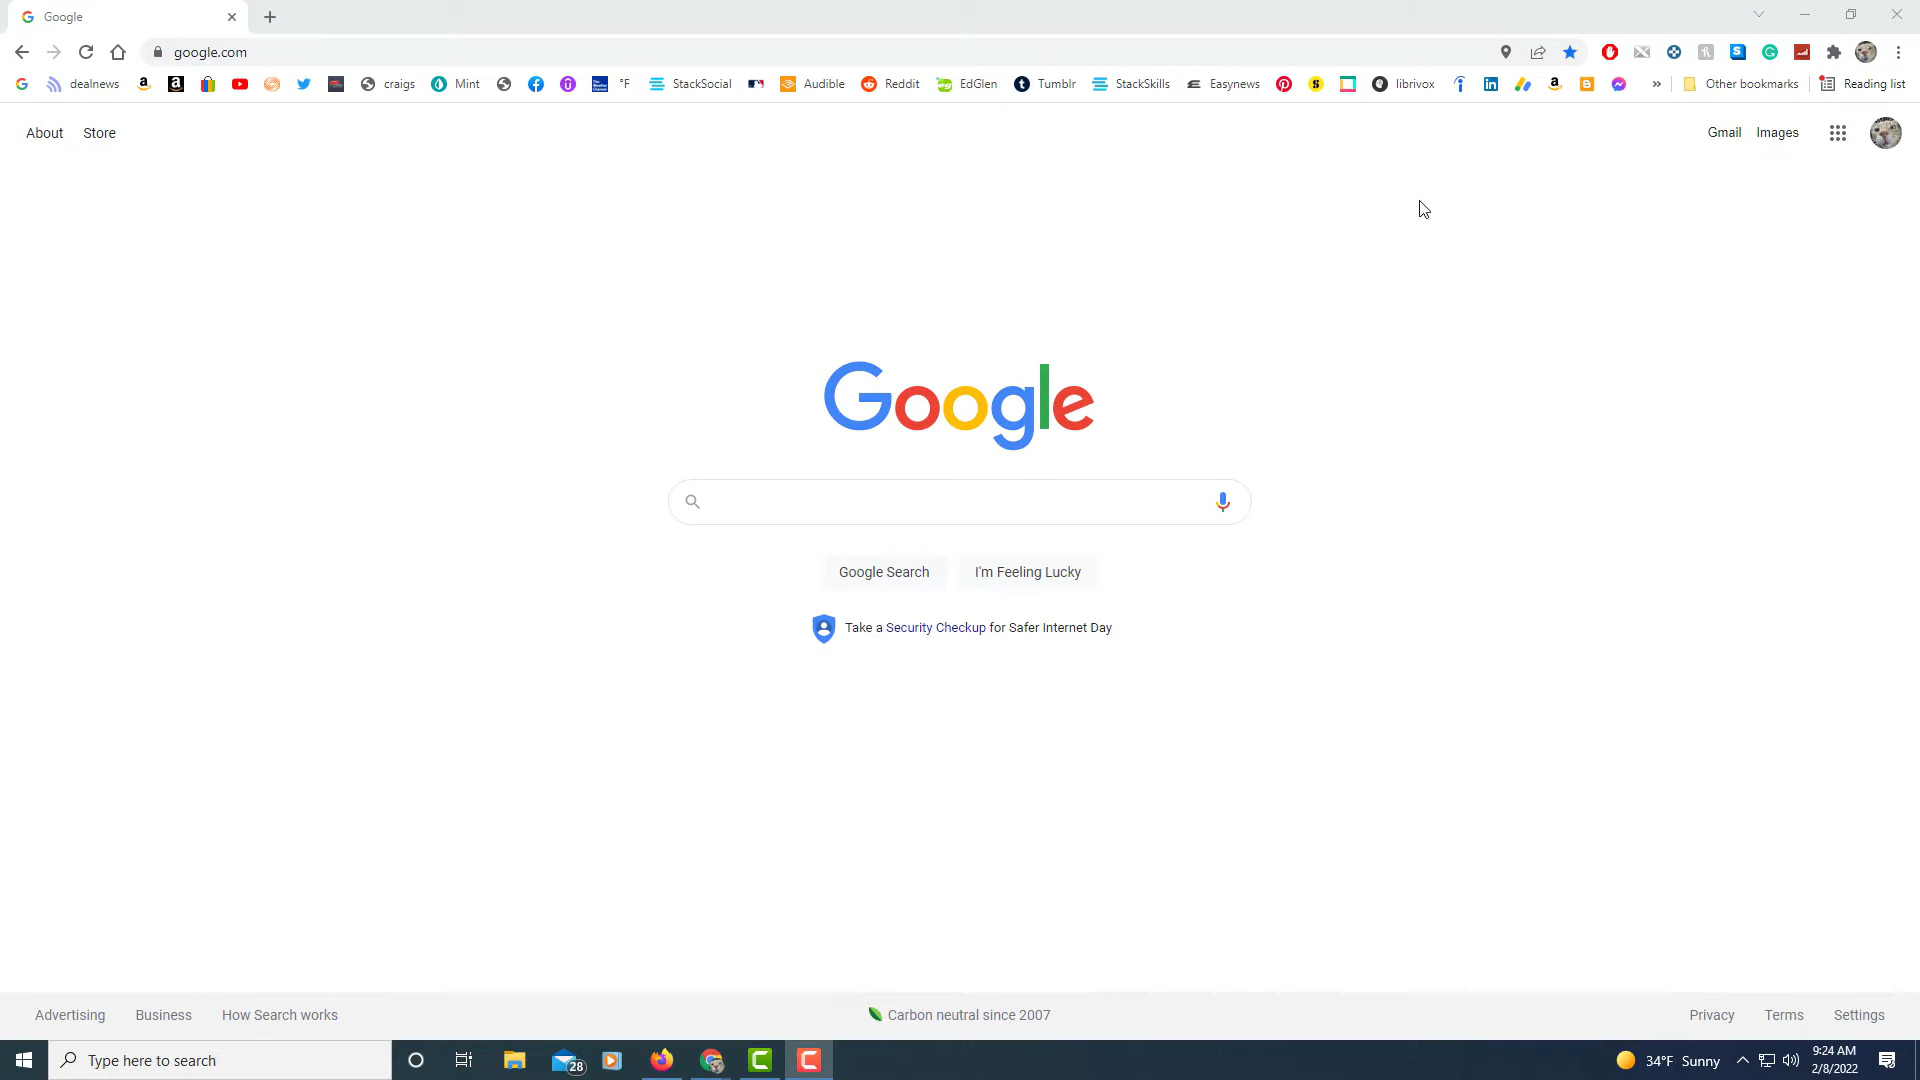 Google
google.com
dealnews craigs Mint °F StackSocial Audible Reddit EdGlen Tumblr StackSkills Easynews librivox » Other bookmarks Reading list
About Store Gmail Images
Google
Google Search I'm Feeling Lucky
Take a Security Checkup for Safer Internet Day
Advertising Business How Search works Carbon neutral since 2007 Privacy Terms Settings
Type here to search 28 34°F Sunny 9:24 AM
2/8/2022